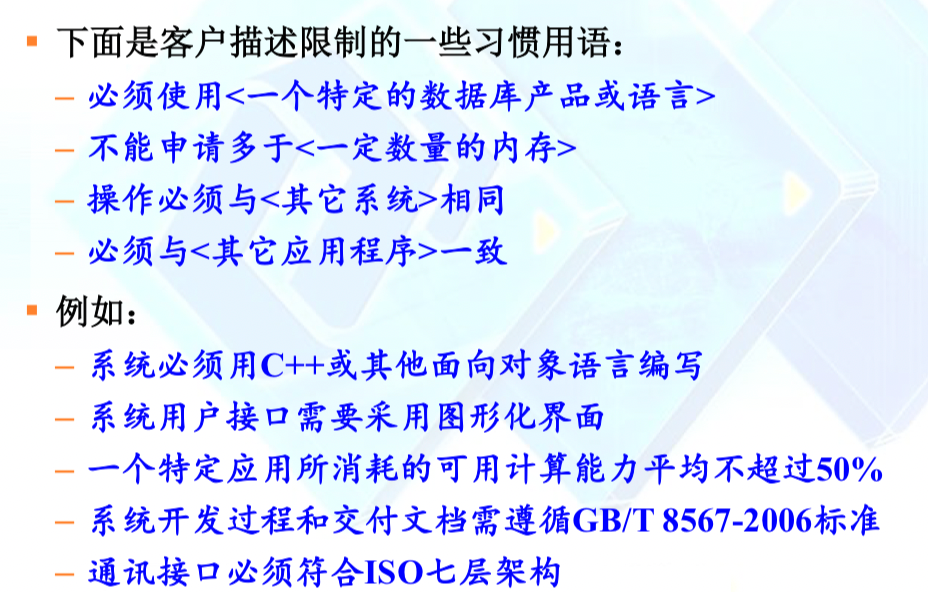 下面是客户描述限制的一些习惯用语：
– 必须使用<一个特定的数据库产品或语言>
– 不能申请多于<一定数量的内存>
– 操作必须与<其它系统>相同
– 必须与<其它应用程序>一致
例如：
– 系统必须用C++或其他面向对象语言编写
– 系统用户接口需要采用图形化界面
– 一个特定应用所消耗的可用计算能力平均不超过50%
– 系统开发过程和交付文档需遵循GB/T 8567-2006标准
– 通讯接口必须符合ISO七层架构